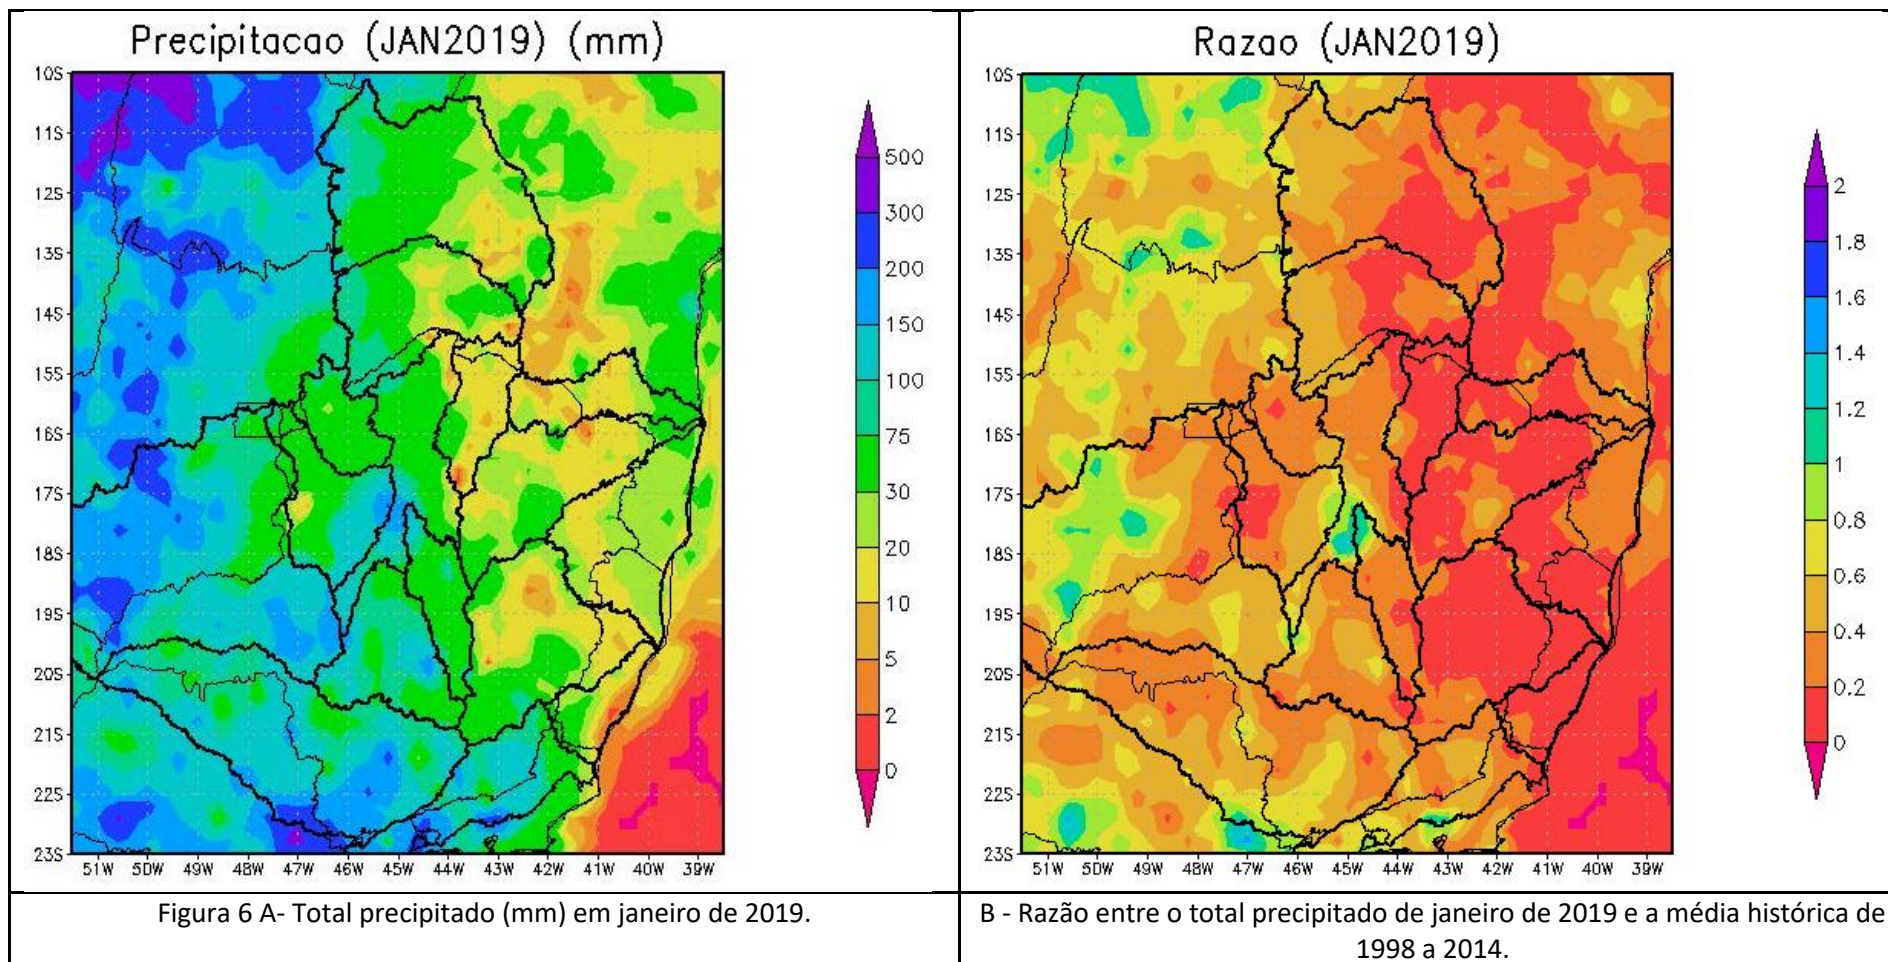 Precipitacao (JAN2019) (mm)
10S
11S
12S
13S
14S
15S
16S
17S
18S
19S
20S
21S
22S
23S
51W 50W 49W 48W 47W 46W 45W 44W 43W 42W 41W 40W 39W
500
300
200
150
100
75
30
20
10
5
2
0
Razao (JAN2019)
10S
11S
12S
13S
14S
15S
16S
17S
18S
19S
20S
21S
22S
23S
51W 50W 49W 48W 47W 46W 45W 44W 43W 42W 41W 40W 39W
2
1.8
1.6
1.4
1.2
1
0.8
0.6
0.4
0.2
0
Figura 6 A- Total precipitado (mm) em janeiro de 2019.
B - Razão entre o total precipitado de janeiro de 2019 e a média histórica de
1998 a 2014.